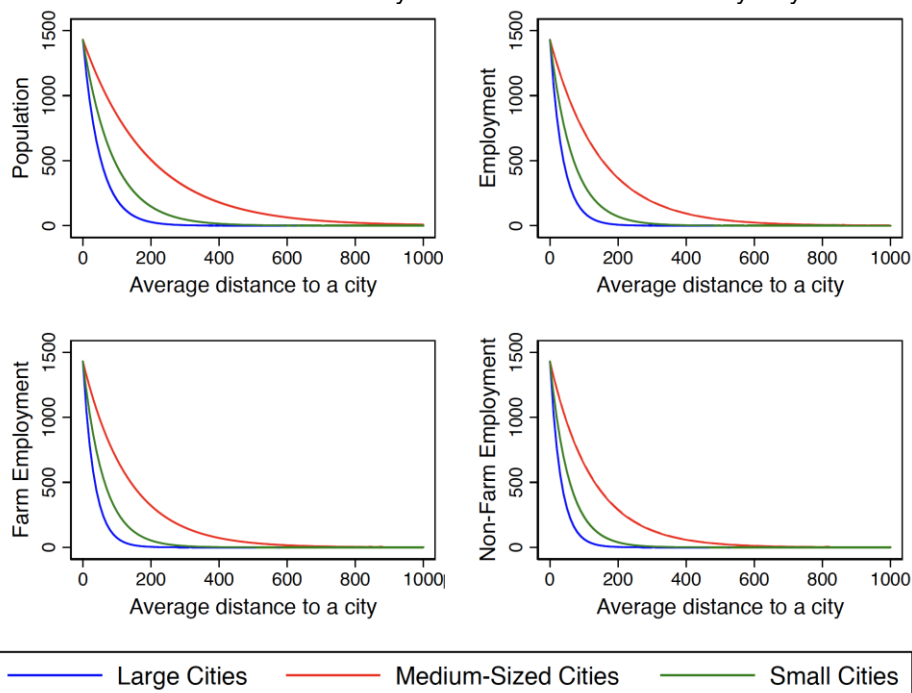 1500
1000
500
0
Population
0 200 400 600 800 1000
Average distance to a city
1500
1000
500
0
Employment
0 200 400 600 800 1000
Average distance to a city
1500
1000
500
0
Farm Employment
0 200 400 600 800 1000
Average distance to a city
1500
1000
500
0
Non-Farm Employment
0 200 400 600 800 1000
Average distance to a city
Large Cities Medium-Sized Cities Small Cities